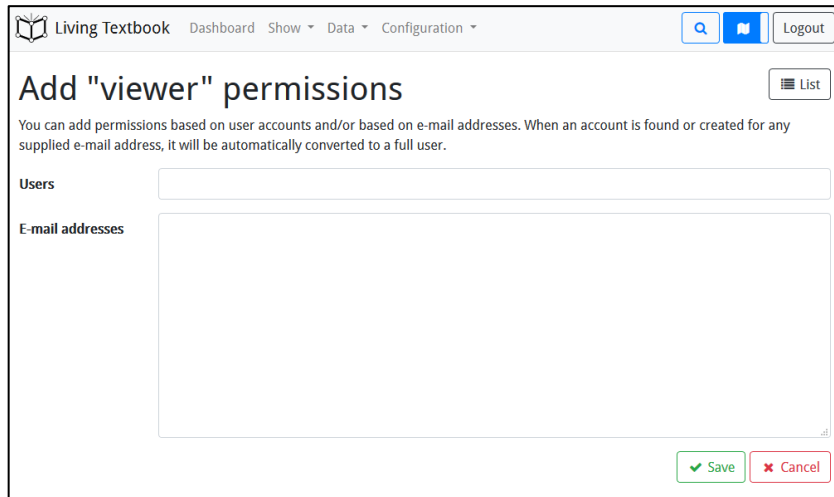 Living Textbook Dashboard Show Data Configuration Logout
Add "viewer" permissions List
You can add permissions based on user accounts and/or based on e-mail addresses. When an account is found or created for any
supplied e-mail address, it will be automatically converted to a full user.
Users
E-mail addresses
Save Cancel